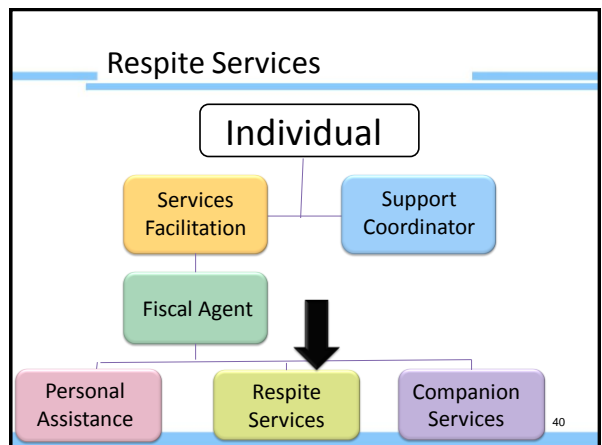 Respite Services
Individual
Services
Facilitation
Support
Coordinator
Fiscal Agent
Personal
Assistance
Respite
Services
Companion
Services
40